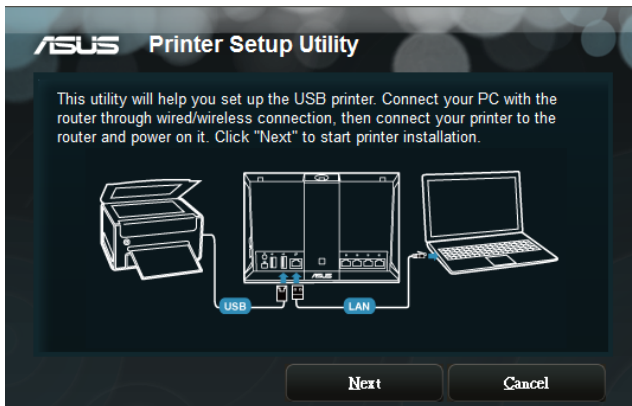 ASUS Printer Setup Utility
This utility will help you set up the USB printer. Connect your PC with the
router through wired/wireless connection, then connect your printer to the
router and power on it. Click "Next" to start printer installation.
ASUS
USB
LAN
Next
Cancel